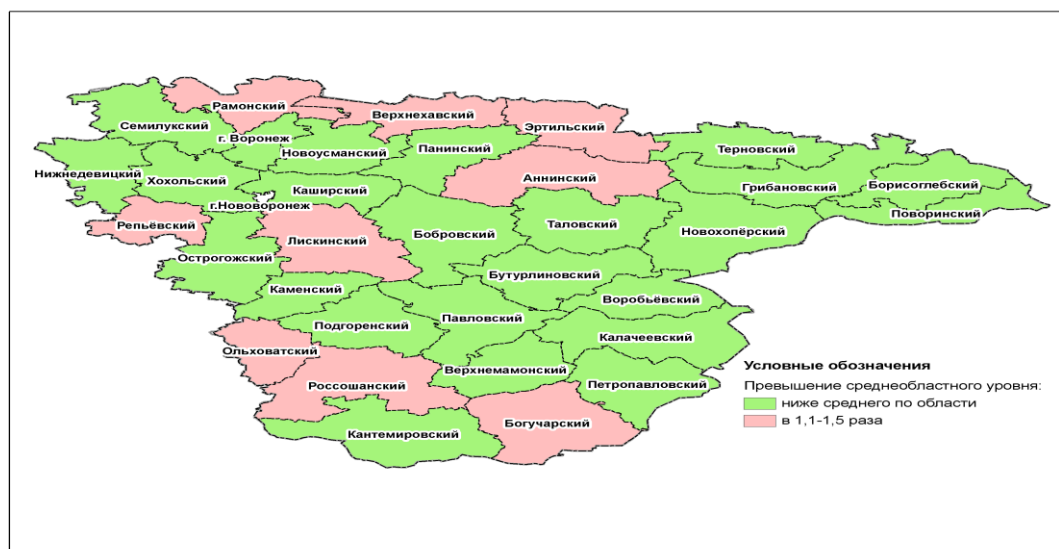 Рамонский
Верхнехавский
Эртильский
Семилукский
г. Воронеж
Новоусманский
Панинский
Терновский
Нижнедевицкий
Хохольский
Каширский
Аннинский
Грибановский
Борисоглебский
г.Нововоронеж
Поворинский
Репьёвский
Лискинский
Бобровский
Таловский
Новохопёрский
Острогожский
Бутурлиновский
Каменский
Воробьёвский
Подгоренский
Павловский
Калачеевский
Ольховатский
Россошанский
Верхнемамонский
Петропавловский
Богучарский
Кантемировский
Условные обозначения
Превышение среднеобластного уровня:
ниже среднего по области
в 1,1-1,5 раза